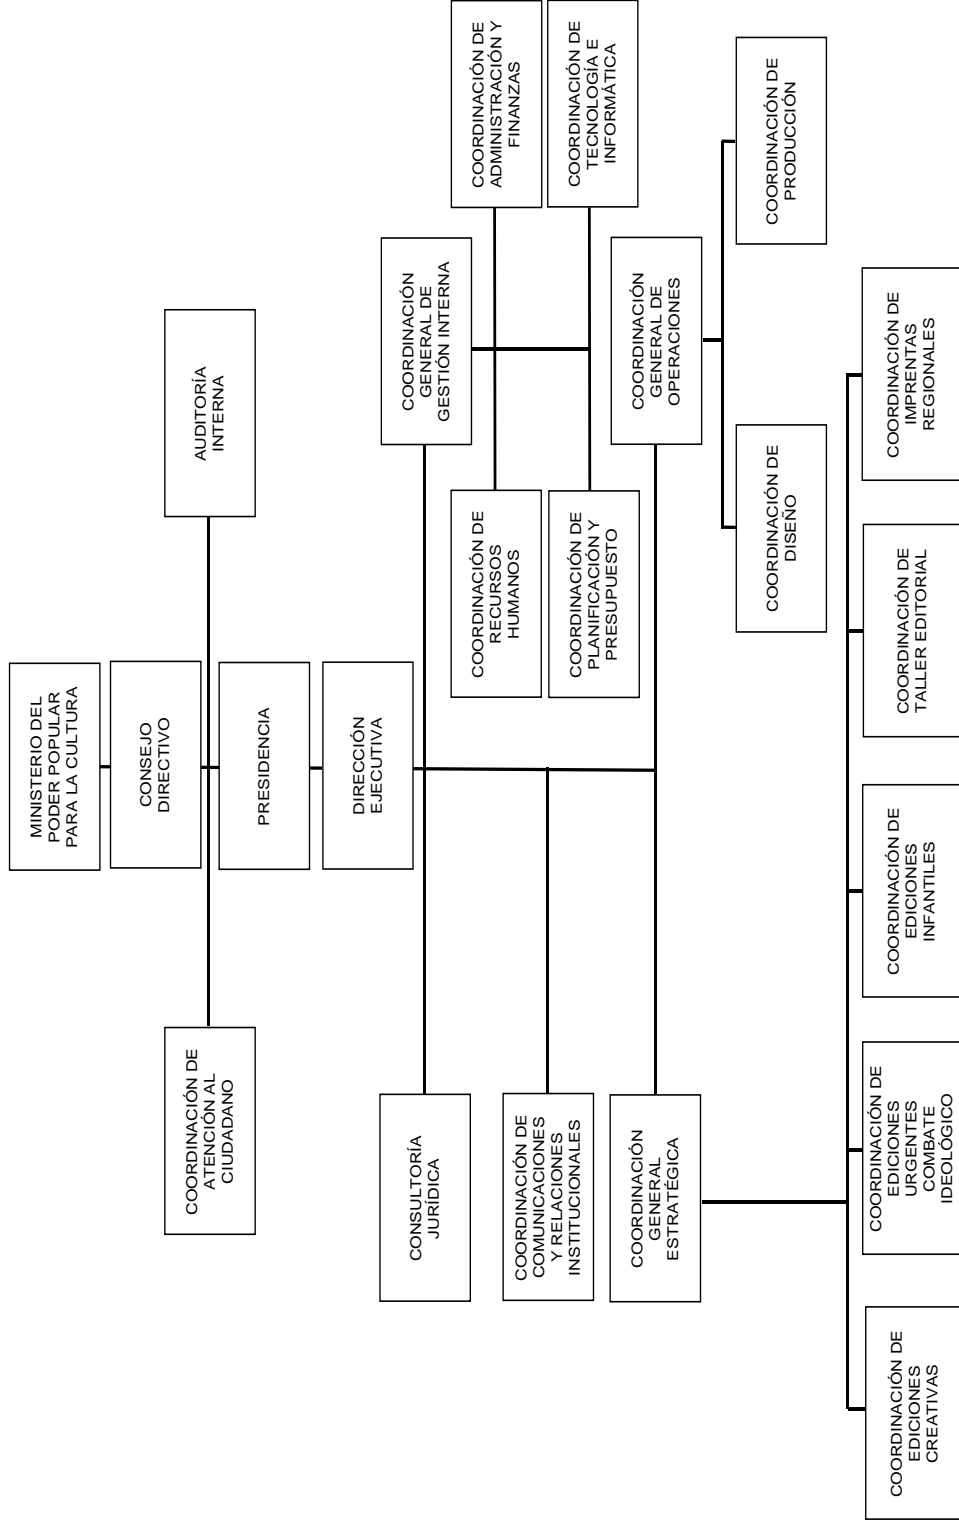 MINISTERIO DEL
PODER POPULAR
PARA LA CULTURA
CONSEJO
DIRECTIVO
COORDINACIÓN DE
ATENCIÓN AL
CIUDADANO
AUDITORÍA
INTERNA
PRESIDENCIA
DIRECCIÓN
EJECUTIVA
CONSULTORÍA
JURÍDICA
COORDINACIÓN
GENERAL DE
GESTIÓN INTERNA
COORDINACIÓN DE
RECURSOS
HUMANOS
COORDINACIÓN DE
ADMINISTRACIÓN Y
FINANZAS
COORDINACIÓN DE
COMUNICACIONES
Y RELACIONES
INSTITUCIONALES
COORDINACIÓN DE
PLANIFICACIÓN Y
PRESUPUESTO
COORDINACIÓN DE
TECNOLOGÍA E
INFORMÁTICA
COORDINACIÓN
GENERAL
ESTRATÉGICA
COORDINACIÓN
GENERAL DE
OPERACIONES
COORDINACIÓN DE
DISEÑO
COORDINACIÓN DE
PRODUCCIÓN
COORDINACIÓN DE
EDICIONES
CREATIVAS
COORDINACIÓN DE
EDICIONES
URGENTES
COMBATE
IDEOLÓGICO
COORDINACIÓN DE
EDICIONES
INFANTILES
COORDINACIÓN DE
TALLER EDITORIAL
COORDINACIÓN DE
IMPRENTAS
REGIONALES